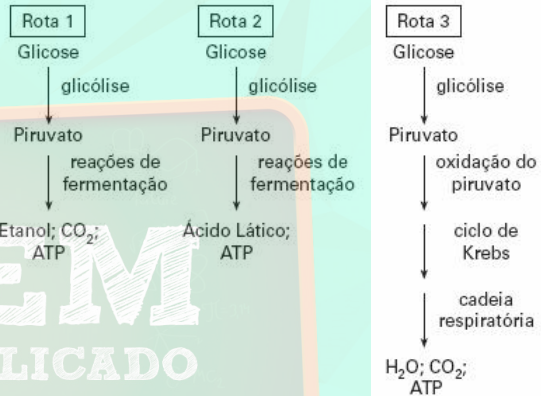 Rota 1
Glicose
glicólise
Piruvato
reações de
fermentação
Etanol; CO₂;
ATP
Rota 2
Glicose
glicólise
Piruvato
reações de
fermentação
Ácido Lático;
ATP
Rota 3
Glicose
glicólise
Piruvato
oxidação do
piruvato
ciclo de
Krebs
cadeia
respiratória
H₂O; CO₂;
ATP
EM
LICADO